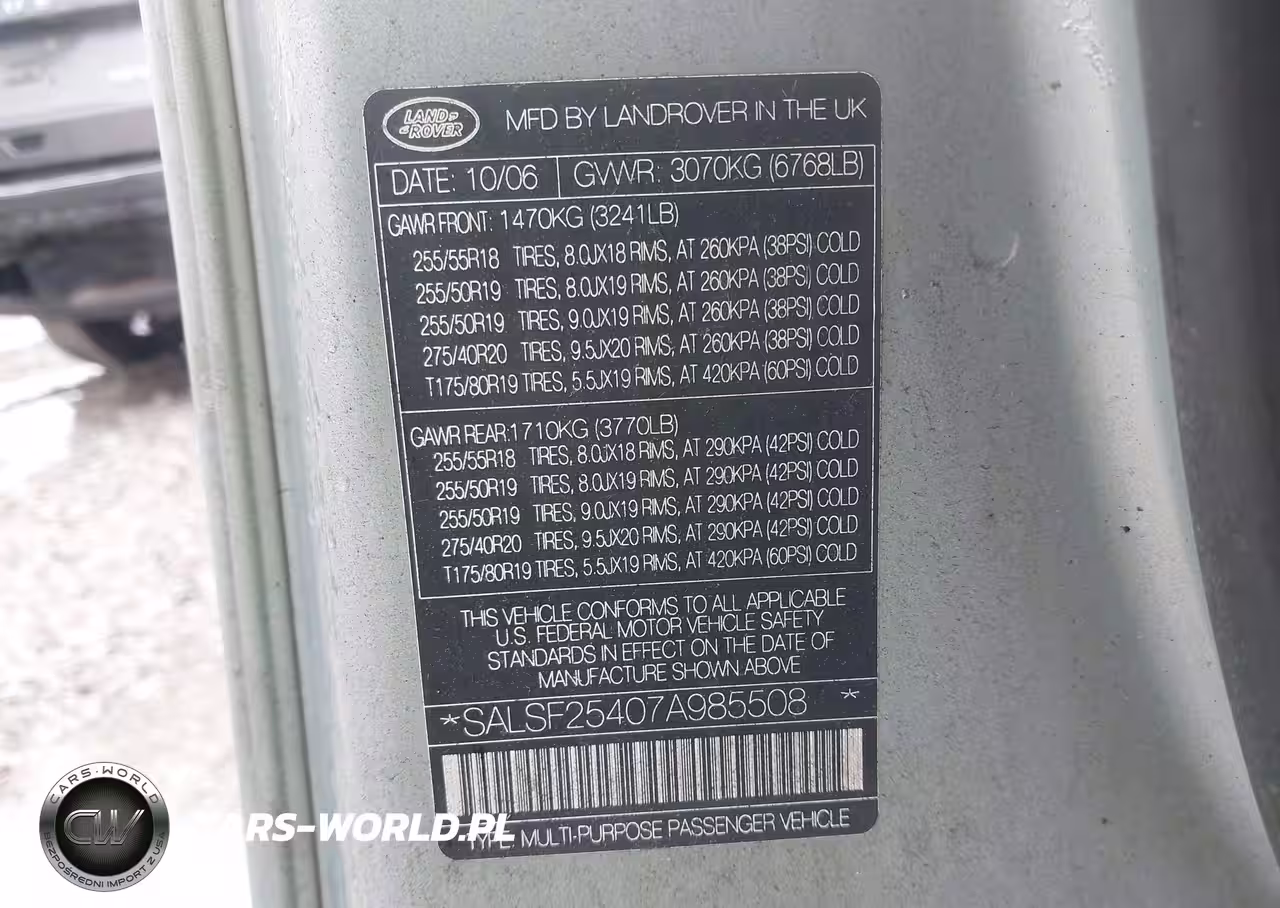 LAND ROVER
MFD BY LANDROVER IN THE UK
DATE: 10/06 GVWR: 3070KG (6768LB)
GAWR FRONT: 1470KG (3241LB)
255/55R18 TIRES, 8.0JX18 RIMS, AT 260KPA (38PSI) COLD
255/50R19 TIRES, 8.0JX19 RIMS, AT 260KPA (38PSI) COLD
255/50R19 TIRES, 9.0JX19 RIMS, AT 260KPA (38PSI) COLD
275/40R20 TIRES, 9.5JX20 RIMS, AT 260KPA (38PSI) COLD
T175/80R19 TIRES, 5.5JX19 RIMS, AT 420KPA (60PSI) COLD
GAWR REAR:1710KG (3770LB)
255/55R18 TIRES, 8.0JX18 RIMS, AT 290KPA (42PSI) COLD
255/50R19 TIRES, 8.0JX19 RIMS, AT 290KPA (42PSI) COLD
255/50R19 TIRES, 9.0JX19 RIMS, AT 290KPA (42PSI) COLD
275/40R20 TIRES, 9.5JX20 RIMS, AT 290KPA (42PSI) COLD
T175/80R19 TIRES, 5.5JX19 RIMS, AT 420KPA (60PSI) COLD
THIS VEHICLE CONFORMS TO ALL APPLICABLE
U.S. FEDERAL MOTOR VEHICLE SAFETY
STANDARDS IN EFFECT ON THE DATE OF
MANUFACTURE SHOWN ABOVE
*SALSF25407A985508 *
TYPE: MULTI-PURPOSE PASSENGER VEHICLE
CARS-WORLD
CW
BEZPOŚREDNI IMPORT Z USA
CARS-WORLD.PL